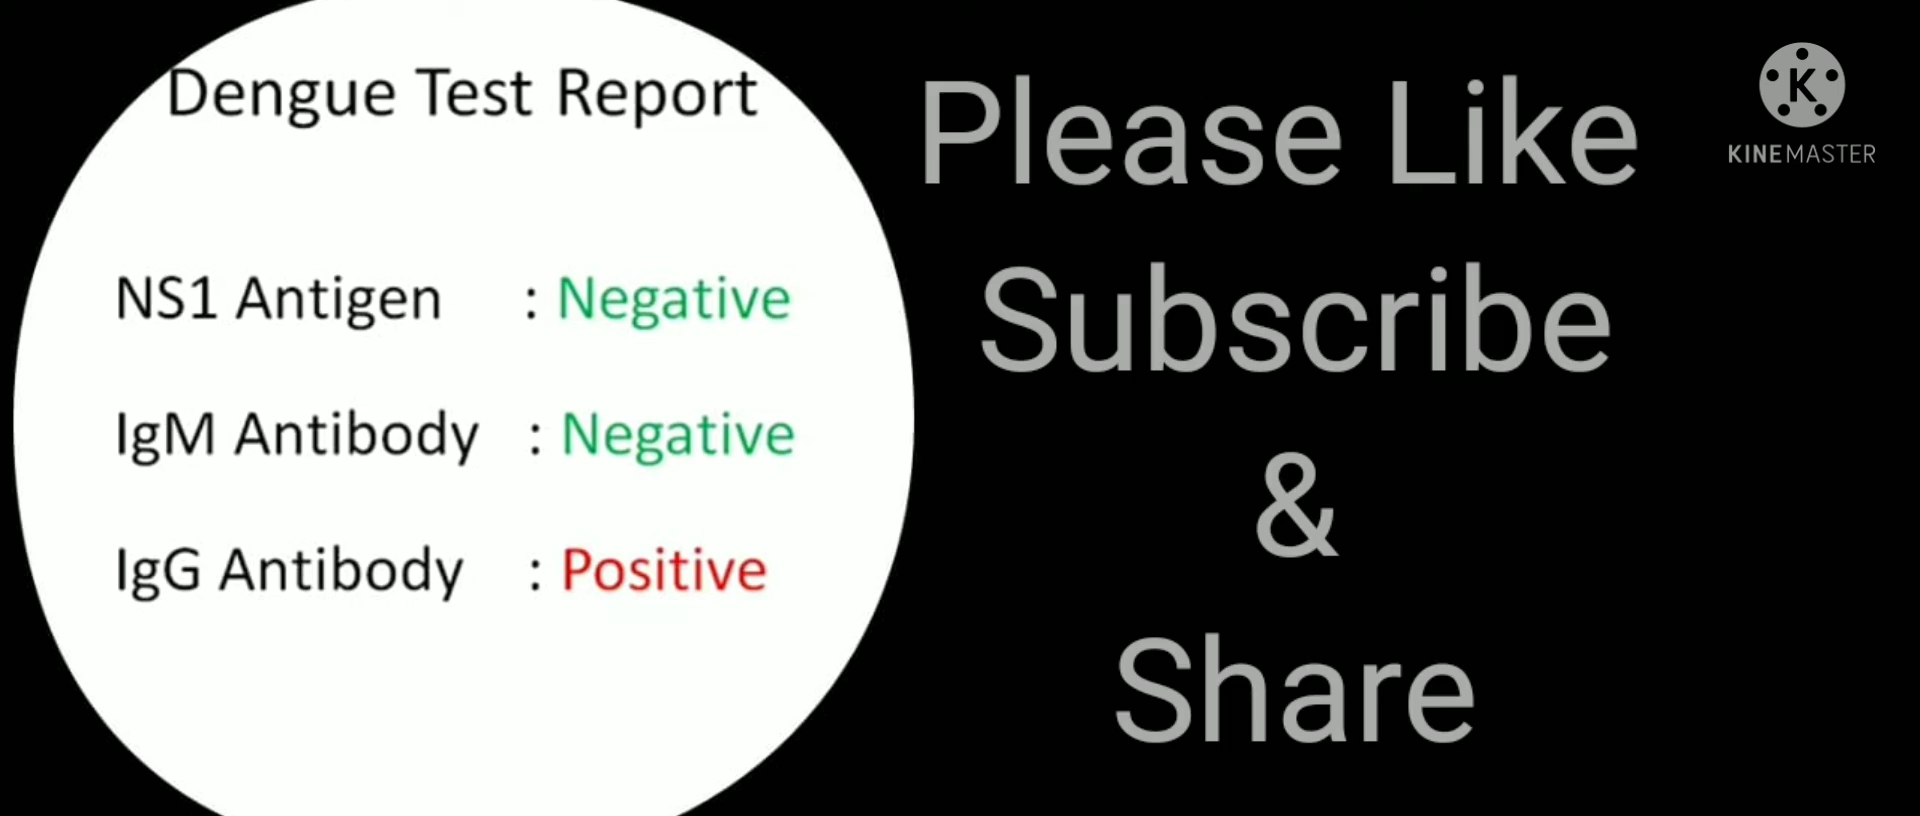 Dengue Test Report
NS1 Antigen : Negative
IgM Antibody : Negative
IgG Antibody : Positive
Please Like
Subscribe
&
Share
K
KINEMASTER